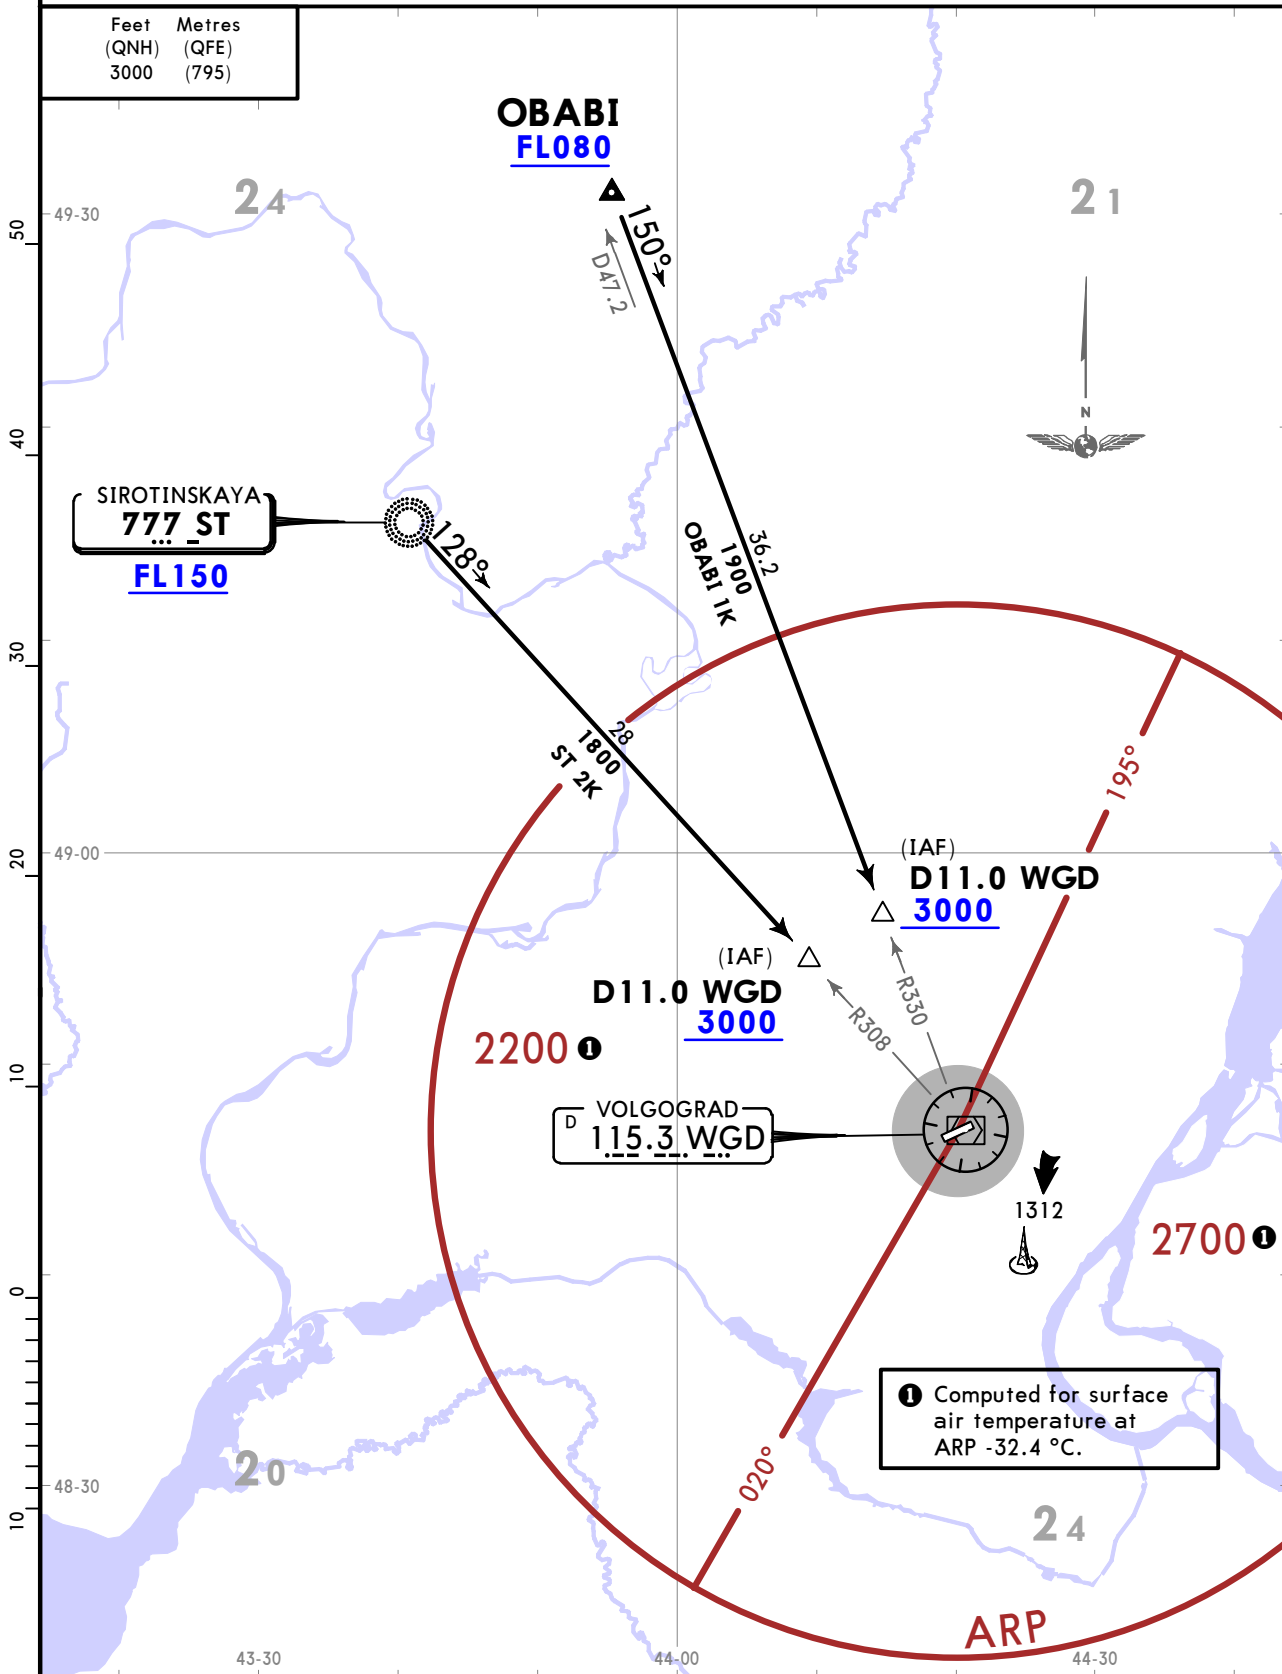 Feet Metres
(QNH) (QFE)
3000 (795)
OBABI
FL080
24
21
49-30
50
150°
D47.2
N
40
SIROTINSKAYA
777 ST
FL150
128°
36.2
1900
OBABI 1K
30
28
1800
ST 2K
195°
20
49-00
(IAF)
D11.0 WGD
3000
(IAF)
D11.0 WGD
3000
R330
R308
2200 1
10
VOLGOGRAD
D 115.3 WGD
1312
2700 1
0
1 Computed for surface
air temperature at
ARP -32.4 °C.
020°
20
48-30
10
24
ARP
43-30
44-00
44-30